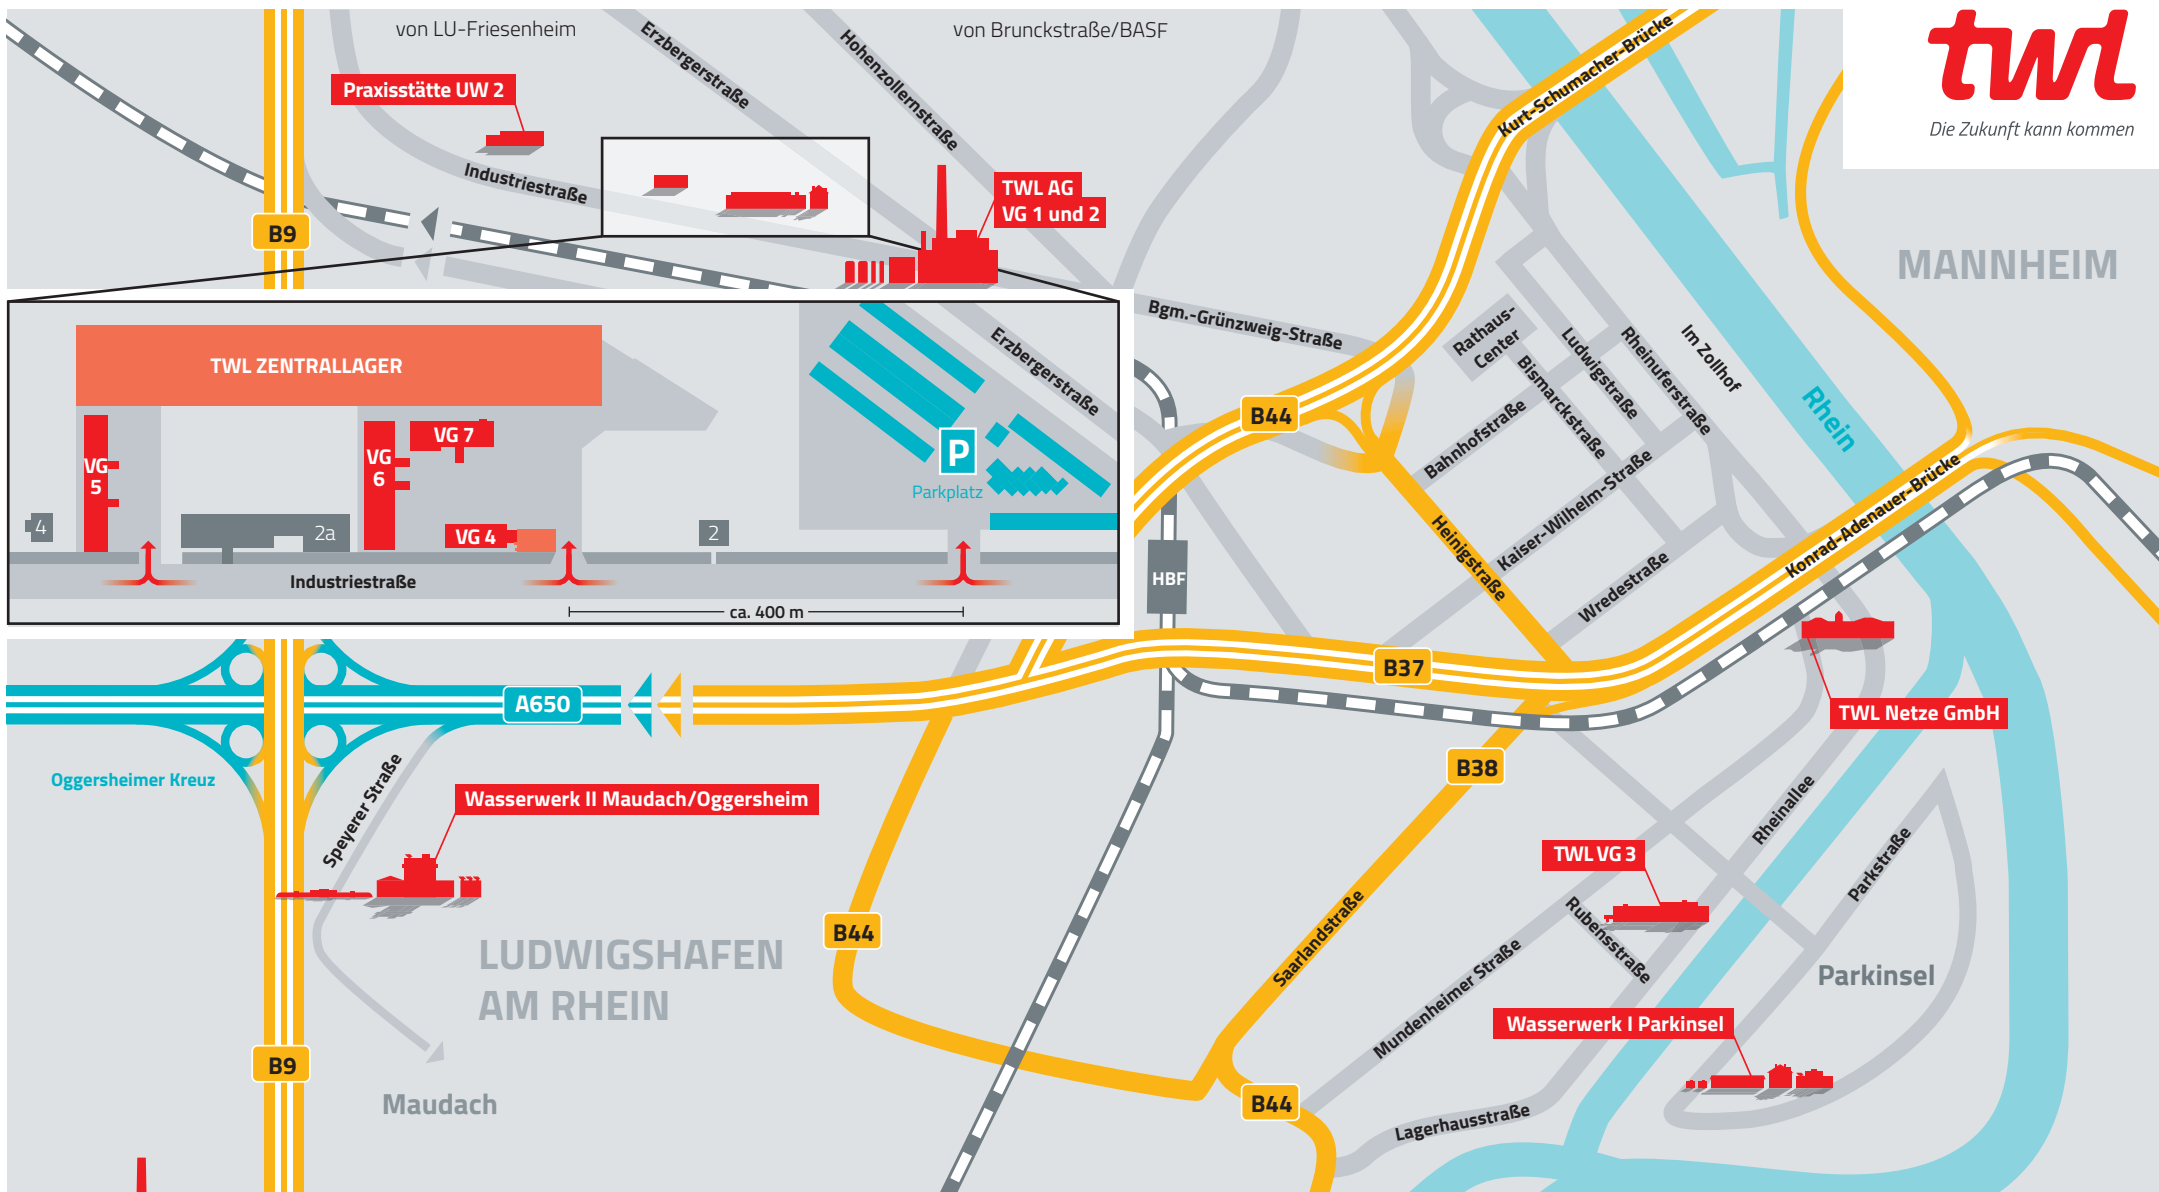 von LU-Friesenheim
von Brunckstraße/BASF
Erzbergerstraße
Hohenzollernstraße
Kurt-Schumacher-Brücke
twl
Die Zukunft kann kommen
Praxisstätte UW 2
Industriestraße
TWL AG
VG 1 und 2
B9
MANNHEIM
Bgm.-Grünzweig-Straße
Rathaus-
Center
Ludwigstraße
Rheinuferstraße
Im Zollhof
Bismarckstraße
Rhein
B44
Bahnhofstraße
Kaiser-Wilhelm-Straße
Heinigstraße
Wredestraße
Konrad-Adenauer-Brücke
HBF
TWL ZENTRALLAGER
Erzbergerstraße
VG
5
VG
6
VG 7
P
Parkplatz
4
2a
VG 4
2
Industriestraße
ca. 400 m
B37
A650
TWL Netze GmbH
Oggersheimer Kreuz
Speyerer Straße
Wasserwerk II Maudach/Oggersheim
B38
Rheinallee
TWL VG 3
Parkstraße
Rubensstraße
B44
Saarlandstraße
LUDWIGSHAFEN
AM RHEIN
Mundenheimer Straße
Parkinsel
Wasserwerk I Parkinsel
B9
Maudach
B44
Lagerhausstraße